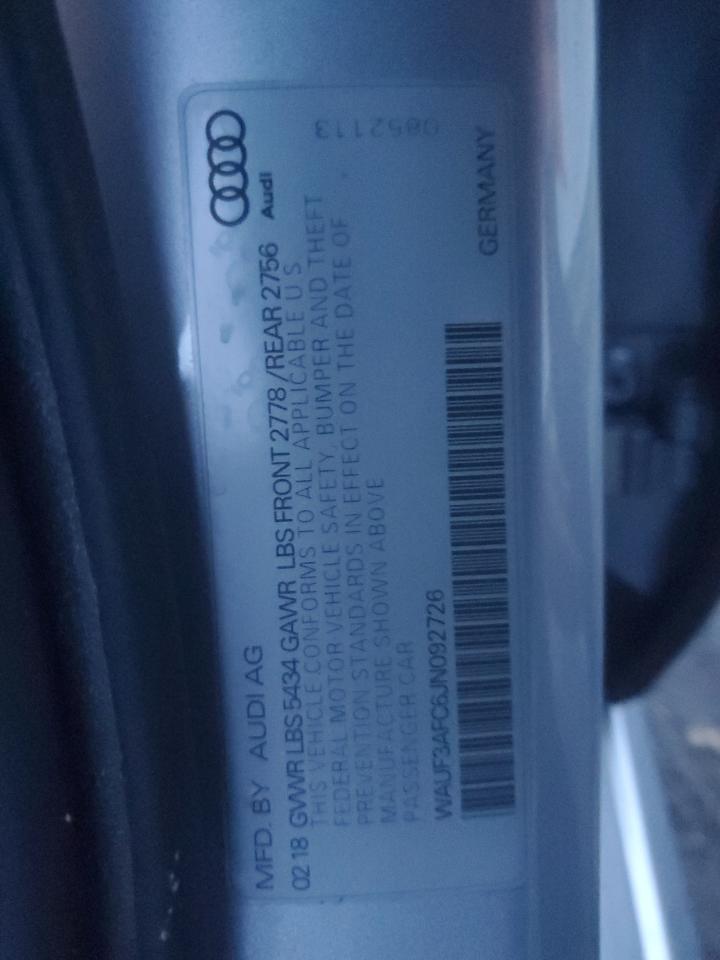 MFD. BY AUDI AG
Audi
02 18 GVWR LBS 5434 GAWR LBS FRONT 2778 / REAR 2756
THIS VEHICLE CONFORMS TO ALL APPLICABLE U S
FEDERAL MOTOR VEHICLE SAFETY, BUMPER AND THEFT
PREVENTION STANDARDS IN EFFECT ON THE DATE OF
MANUFACTURE SHOWN ABOVE
PASSENGER CAR
WAUF3AFC6JN092726
GERMANY
0852113